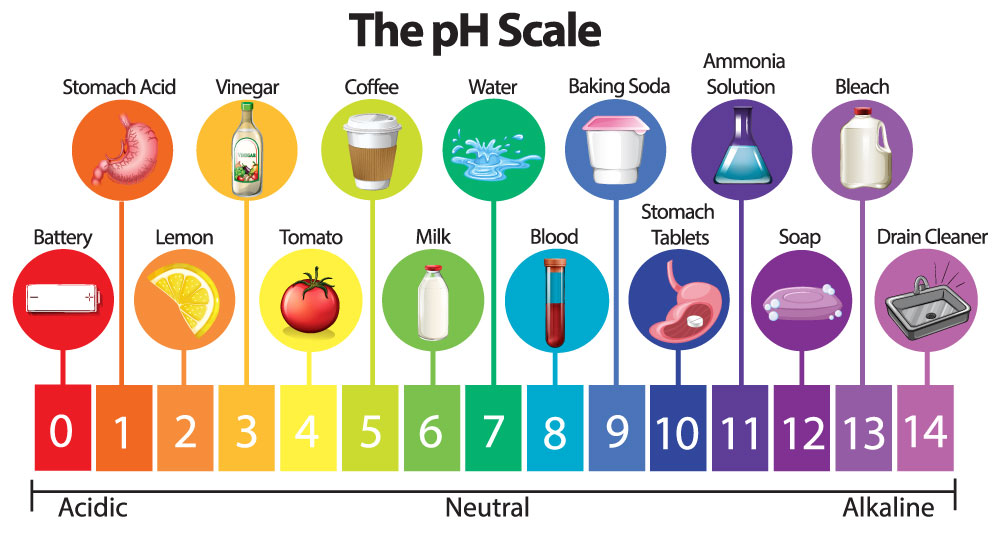 The pH Scale
Stomach Acid
Vinegar
Coffee
Water
Baking Soda
Ammonia
Solution
Bleach
Battery
Lemon
Tomato
Milk
Blood
Stomach
Tablets
Soap
Drain Cleaner
VINEGAR
0 1 2 3 4 5 6 7 8 9 10 11 12 13 14
Acidic Neutral Alkaline